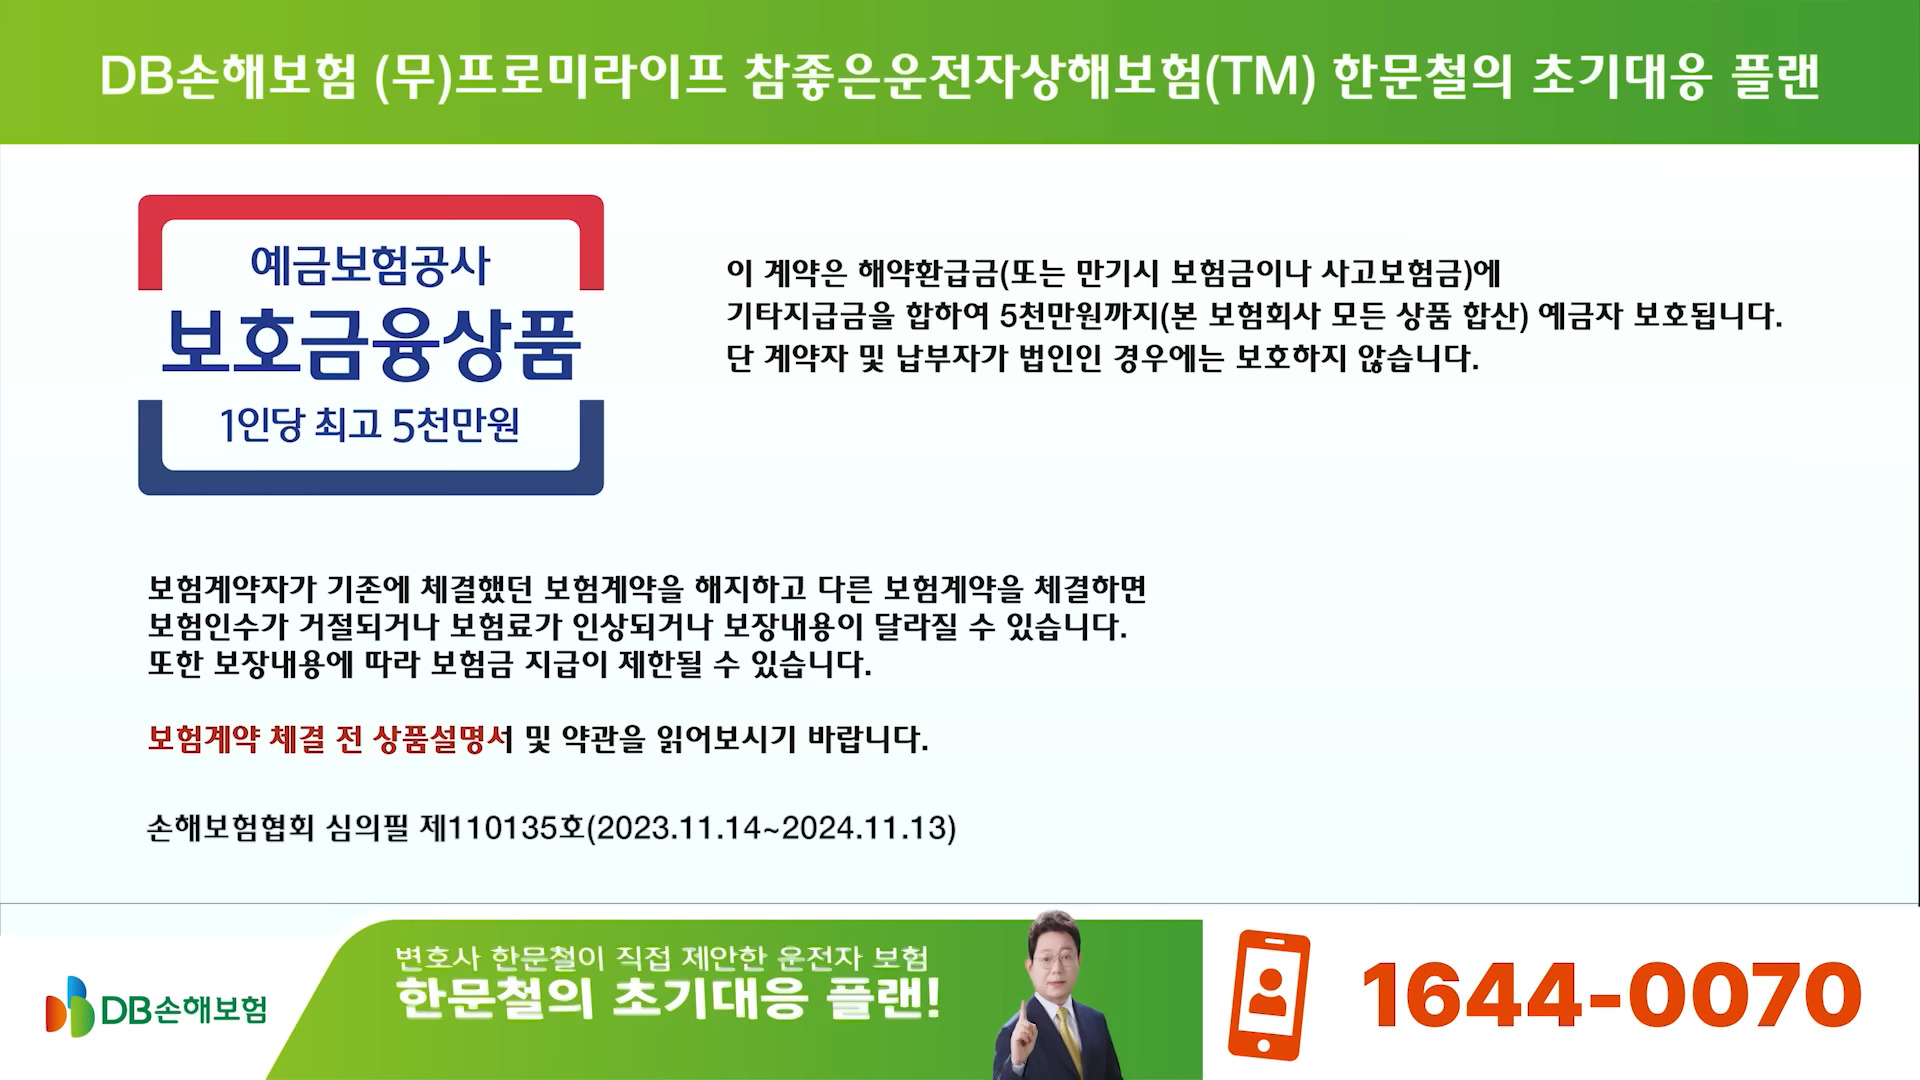 DB손해보험 (무)프로미라이프 참좋은운전자상해보험(TM) 한문철의 초기대응 플랜
예금보험공사
보호금융상품
1인당 최고 5천만원
이 계약은 해약환급금(또는 만기시 보험금이나 사고보험금)에
기타지급금을 합하여 5천만원까지(본 보험회사 모든 상품 합산) 예금자 보호됩니다.
단 계약자 및 납부자가 법인인 경우에는 보호하지 않습니다.
보험계약자가 기존에 체결했던 보험계약을 해지하고 다른 보험계약을 체결하면
보험인수가 거절되거나 보험료가 인상되거나 보장내용이 달라질 수 있습니다.
또한 보장내용에 따라 보험금 지급이 제한될 수 있습니다.
보험계약 체결 전 상품설명서 및 약관을 읽어보시기 바랍니다.
손해보험협회 심의필 제110135호(2023.11.14~2024.11.13)
DB손해보험
변호사 한문철이 직접 제안한 운전자 보험
한문철의 초기대응 플랜!
1644-0070